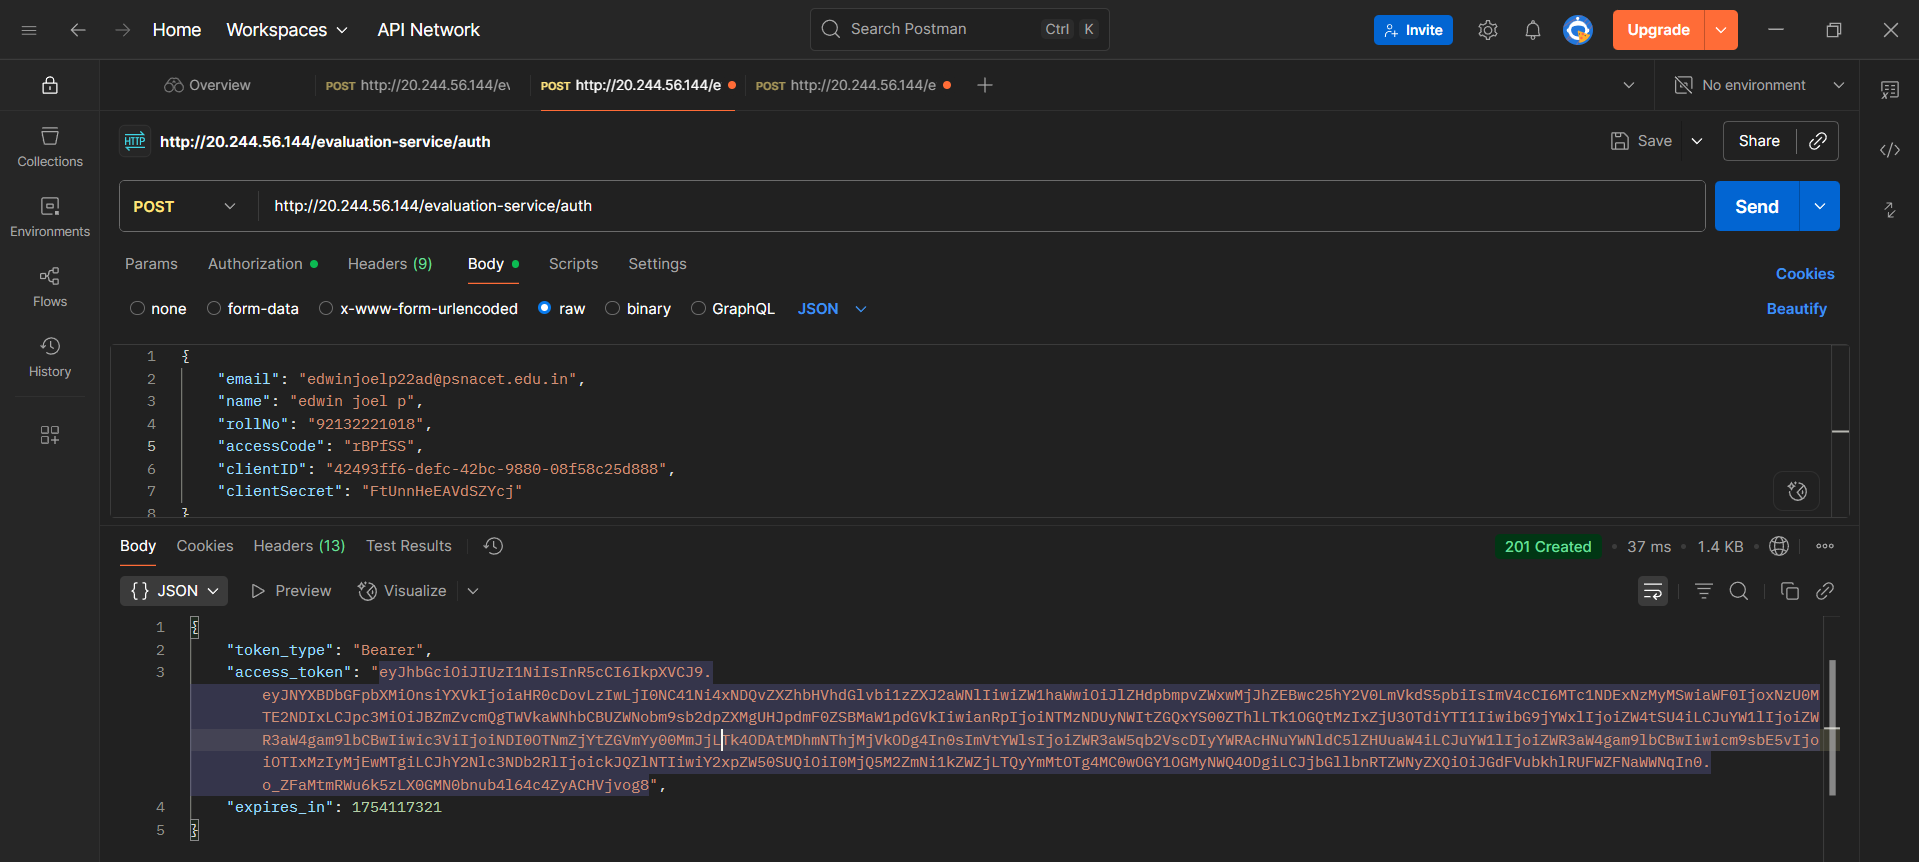 Home
Workspaces
API Network
Search Postman
Ctrl
K
Invite
Upgrade
Overview
POST http://20.244.56.144/ev
POST http://20.244.56.144/e
POST http://20.244.56.144/e
No environment
HTTP
http://20.244.56.144/evaluation-service/auth
Save
Share
Collections
Environments
Flows
History
POST
http://20.244.56.144/evaluation-service/auth
Send
Params
Authorization
Headers (9)
Body
Scripts
Settings
Cookies
none
form-data
x-www-form-urlencoded
raw
binary
GraphQL
JSON
Beautify
1 {
2 "email": "edwinjoelp22ad@psnacet.edu.in",
3 "name": "edwin joel p",
4 "rollNo": "92132221018",
5 "accessCode": "rBPfSS",
6 "clientID": "42493ff6-defc-42bc-9880-08f58c25d888",
7 "clientSecret": "FtUnnHeEAVdSZYcj"
8 }
Body
Cookies
Headers (13)
Test Results
201 Created
37 ms
1.4 KB
{} JSON
Preview
Visualize
1 {
2 "token_type": "Bearer",
3 "access_token": "eyJhbGciOiJIUzI1NiIsInR5cCI6IkpXVCJ9.
4 "expires_in": 1754117321
5 }